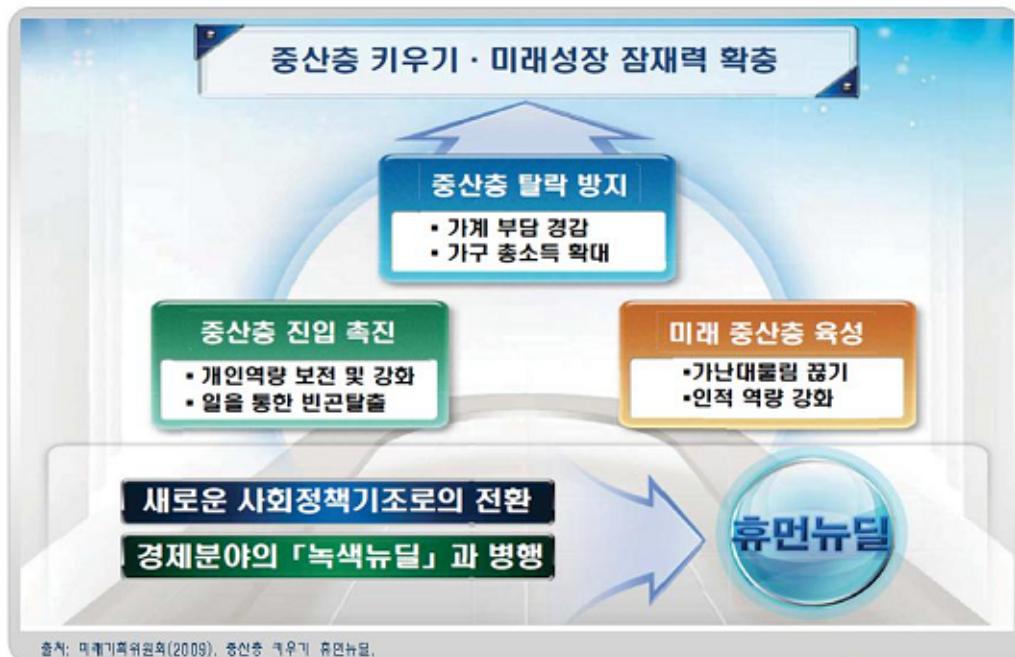 중산층 키우기 · 미래성장 잠재력 확충
중산층 탈락 방지
▪ 가계 부담 경감
▪ 가구 총소득 확대
중산층 진입 촉진
▪ 개인역량 보전 및 강화
▪ 일을 통한 빈곤탈출
미래 중산층 육성
▪가난대물림 끊기
▪인적 역량 강화
새로운 사회정책기조로의 전환
경제분야의 「녹색뉴딜」과 병행
휴먼뉴딜
출처: 미래기획위원회(2009), 중산층 키우기 휴먼뉴딜.